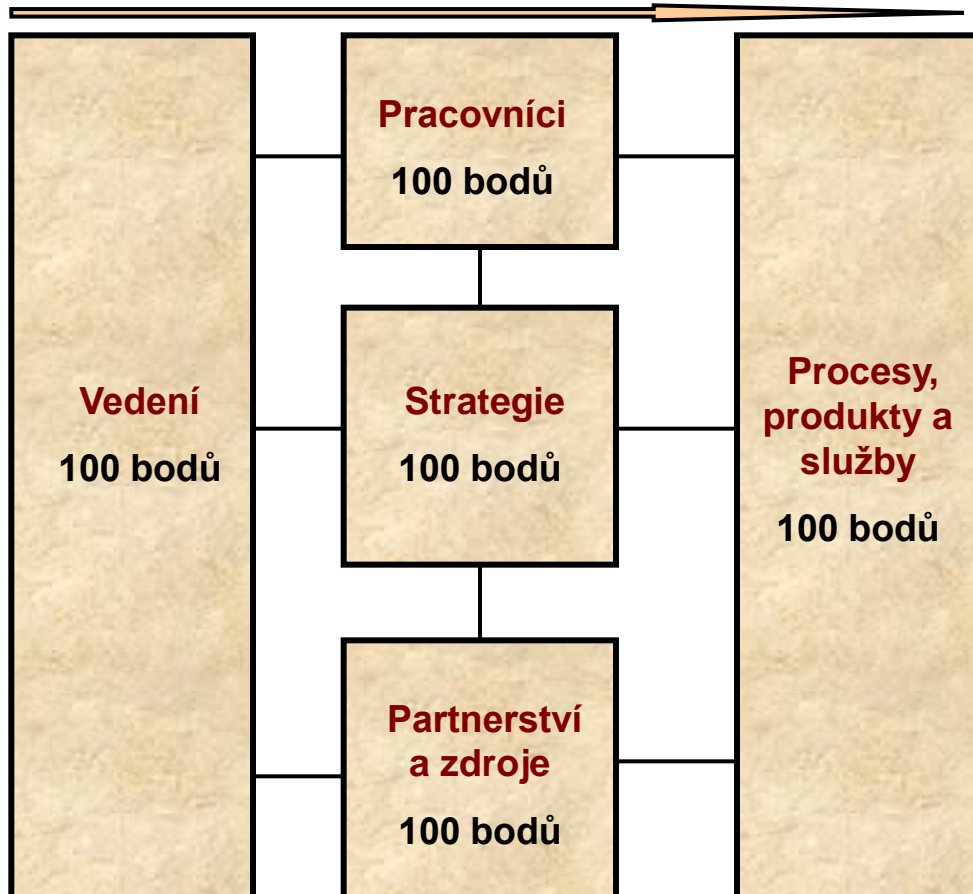 Vedení
100 bodů
Pracovníci
100 bodů
Strategie
100 bodů
Partnerství
a zdroje
100 bodů
Procesy,
produkty a
služby
100 bodů